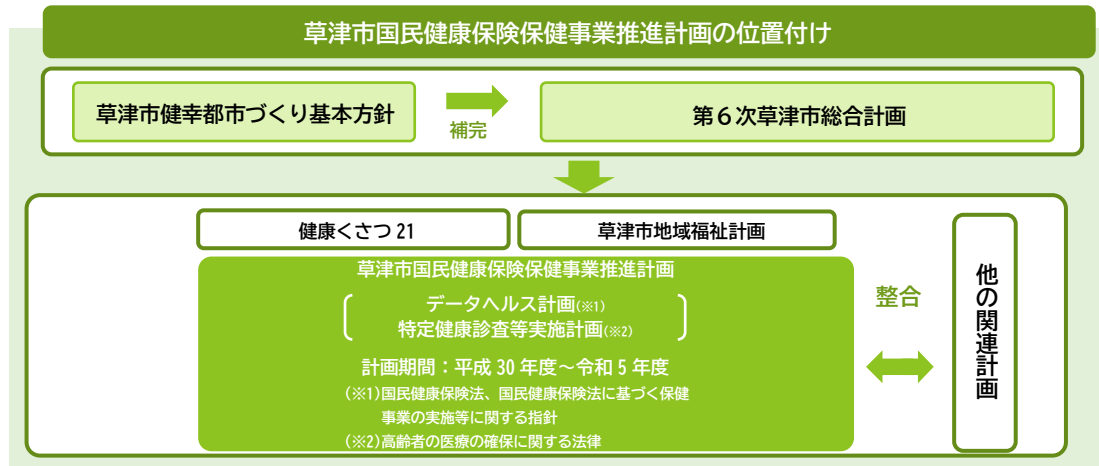 草津市国民健康保険保健事業推進計画の位置付け
草津市健幸都市づくり基本方針
補完
第6次草津市総合計画
健康くさつ21
草津市地域福祉計画
草津市国民健康保険保健事業推進計画
データヘルス計画(※1)
特定健康診査等実施計画(※2)
計画期間：平成30年度～令和5年度
(※1)国民健康保険法、国民健康保険法に基づく保健
事業の実施等に関する指針
(※2)高齢者の医療の確保に関する法律
整合
他の関連計画